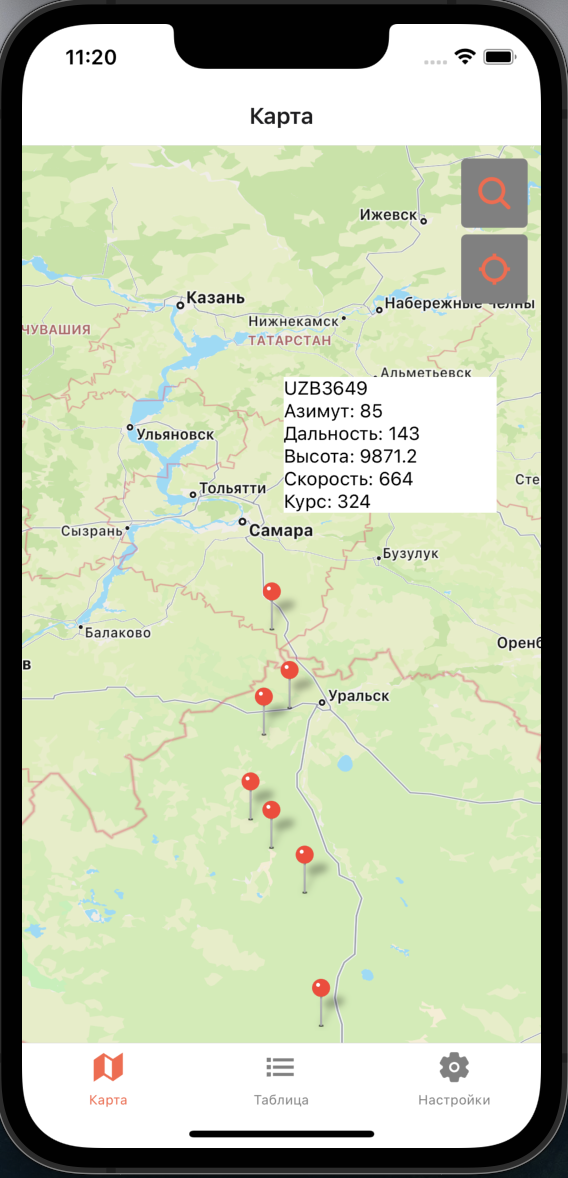 11:20
Карта
Ижевск
Казань
Набережные Челны
Нижнекамск
ЧУВАШИЯ
ТАТАРСТАН
Альметьевск
UZB3649
Азимут: 85
Дальность: 143
Высота: 9871.2
Скорость: 664
Курс: 324
Ульяновск
Сте
Тольятти
Сызрань
Самара
Бузулук
Балаково
Оренб
в
Уральск
Карта
Таблица
Настройки